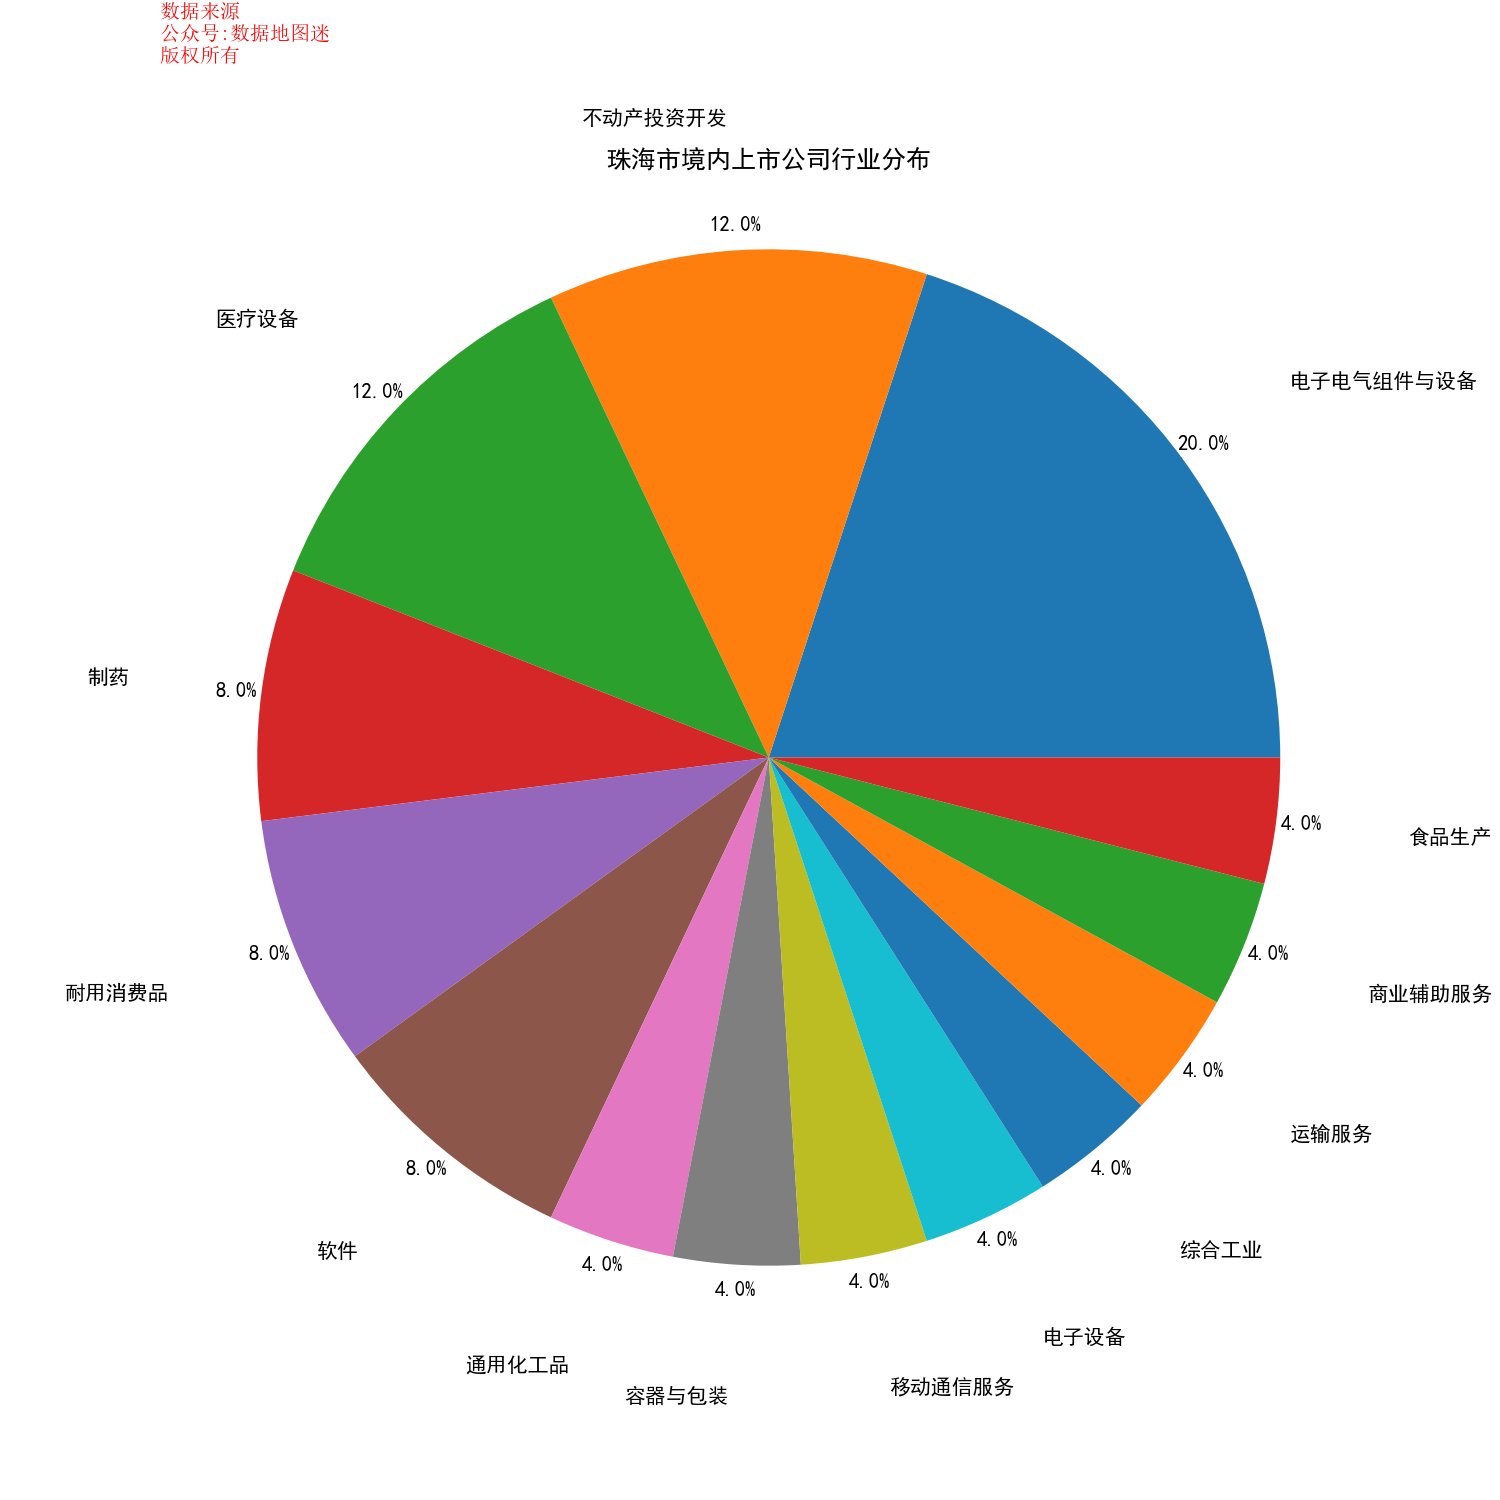 数据来源
公众号:数据地图迷
版权所有
不动产投资开发
珠海市境内上市公司行业分布
12.0%
医疗设备
电子电气组件与设备
12.0%
20.0%
制药
8.0%
4.0%
食品生产
8.0%
4.0%
耐用消费品
商业辅助服务
4.0%
运输服务
8.0%
4.0%
4.0%
软件
综合工业
4.0%
4.0%
4.0%
电子设备
通用化工品
移动通信服务
容器与包装